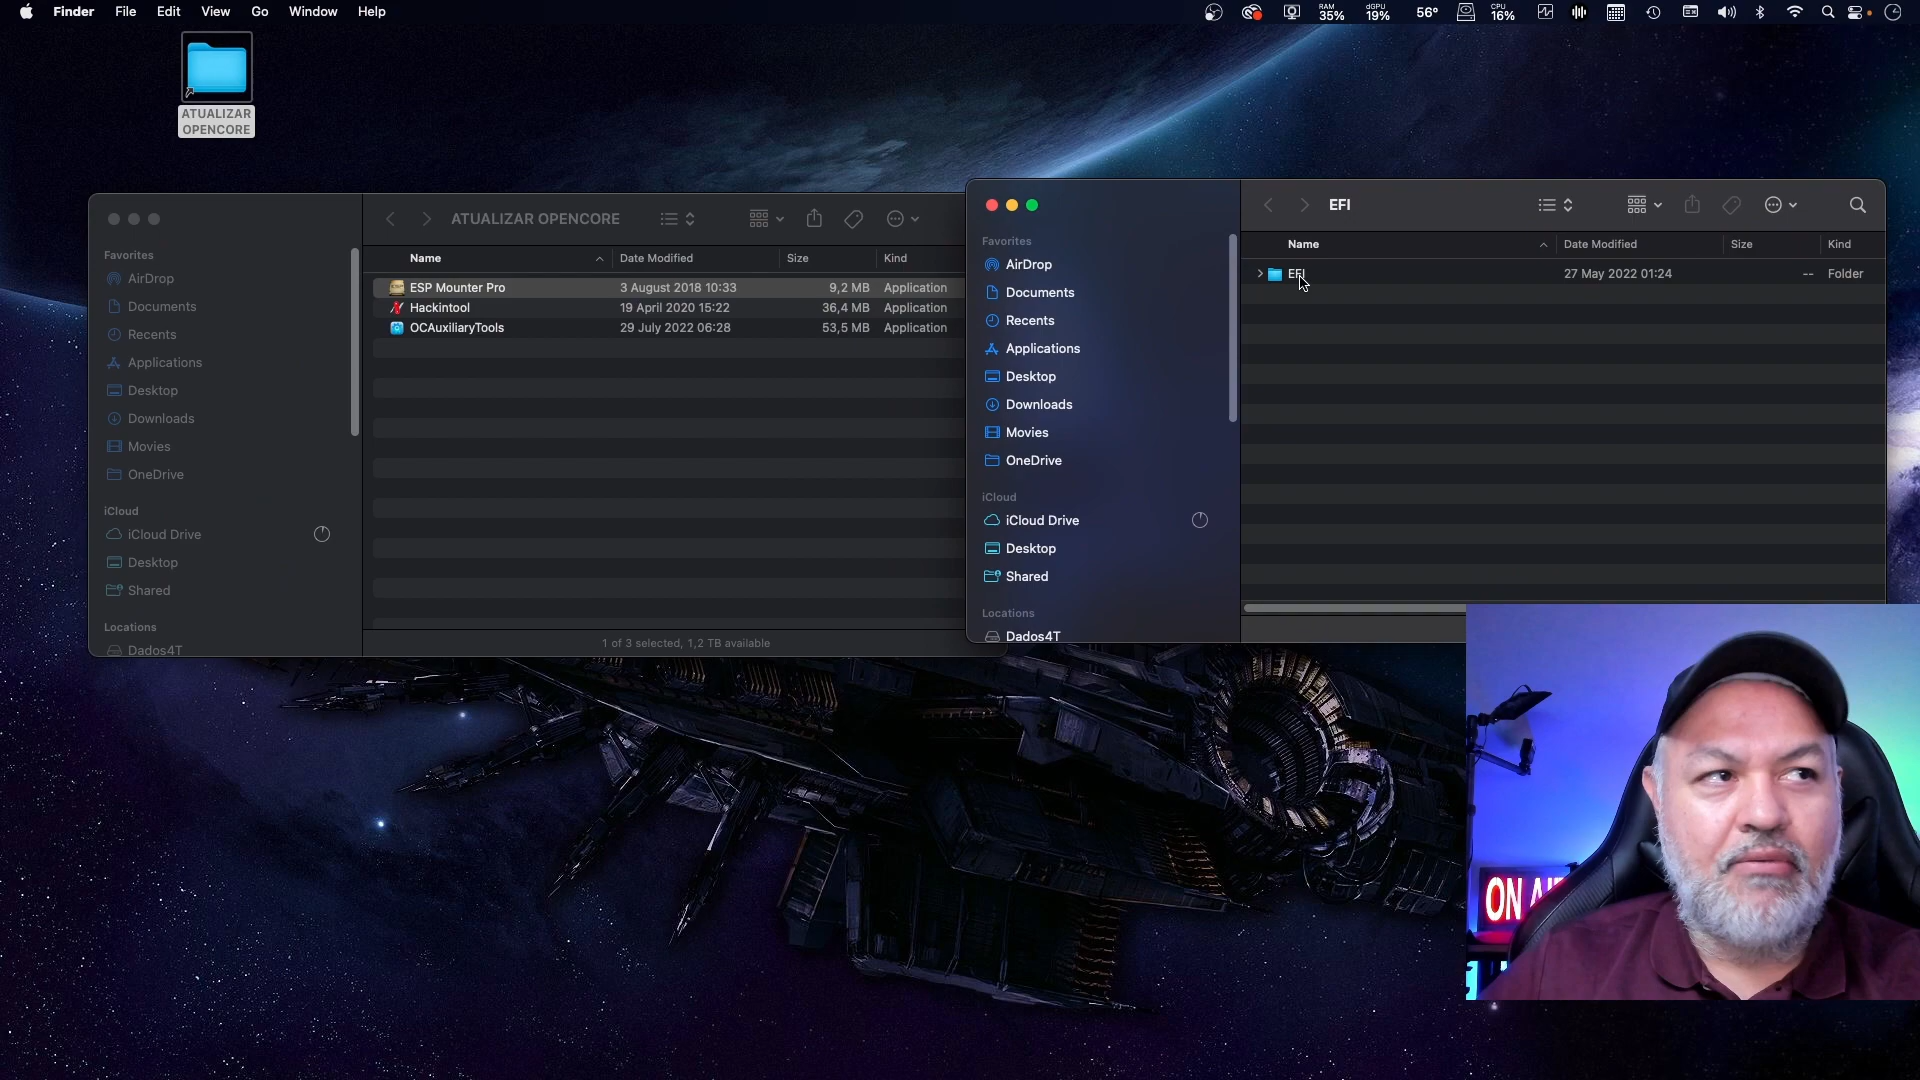 Finder File Edit View Go Window Help
RAM 35% dGPU 19% 56° CPU 16%
ATUALIZAR
OPENCORE
ATUALIZAR OPENCORE
Favorites
AirDrop
Documents
Recents
Applications
Desktop
Downloads
Movies
OneDrive
iCloud
iCloud Drive
Desktop
Shared
Locations
Dados4T
Name Date Modified Size Kind
ESP Mounter Pro 3 August 2018 10:33 9,2 MB Application
Hackintool 19 April 2020 15:22 36,4 MB Application
OCAuxiliaryTools 29 July 2022 06:28 53,5 MB Application
1 of 3 selected, 1,2 TB available
EFI
Favorites
AirDrop
Documents
Recents
Applications
Desktop
Downloads
Movies
OneDrive
iCloud
iCloud Drive
Desktop
Shared
Locations
Dados4T
Name Date Modified Size Kind
EFI 27 May 2022 01:24 -- Folder
ON